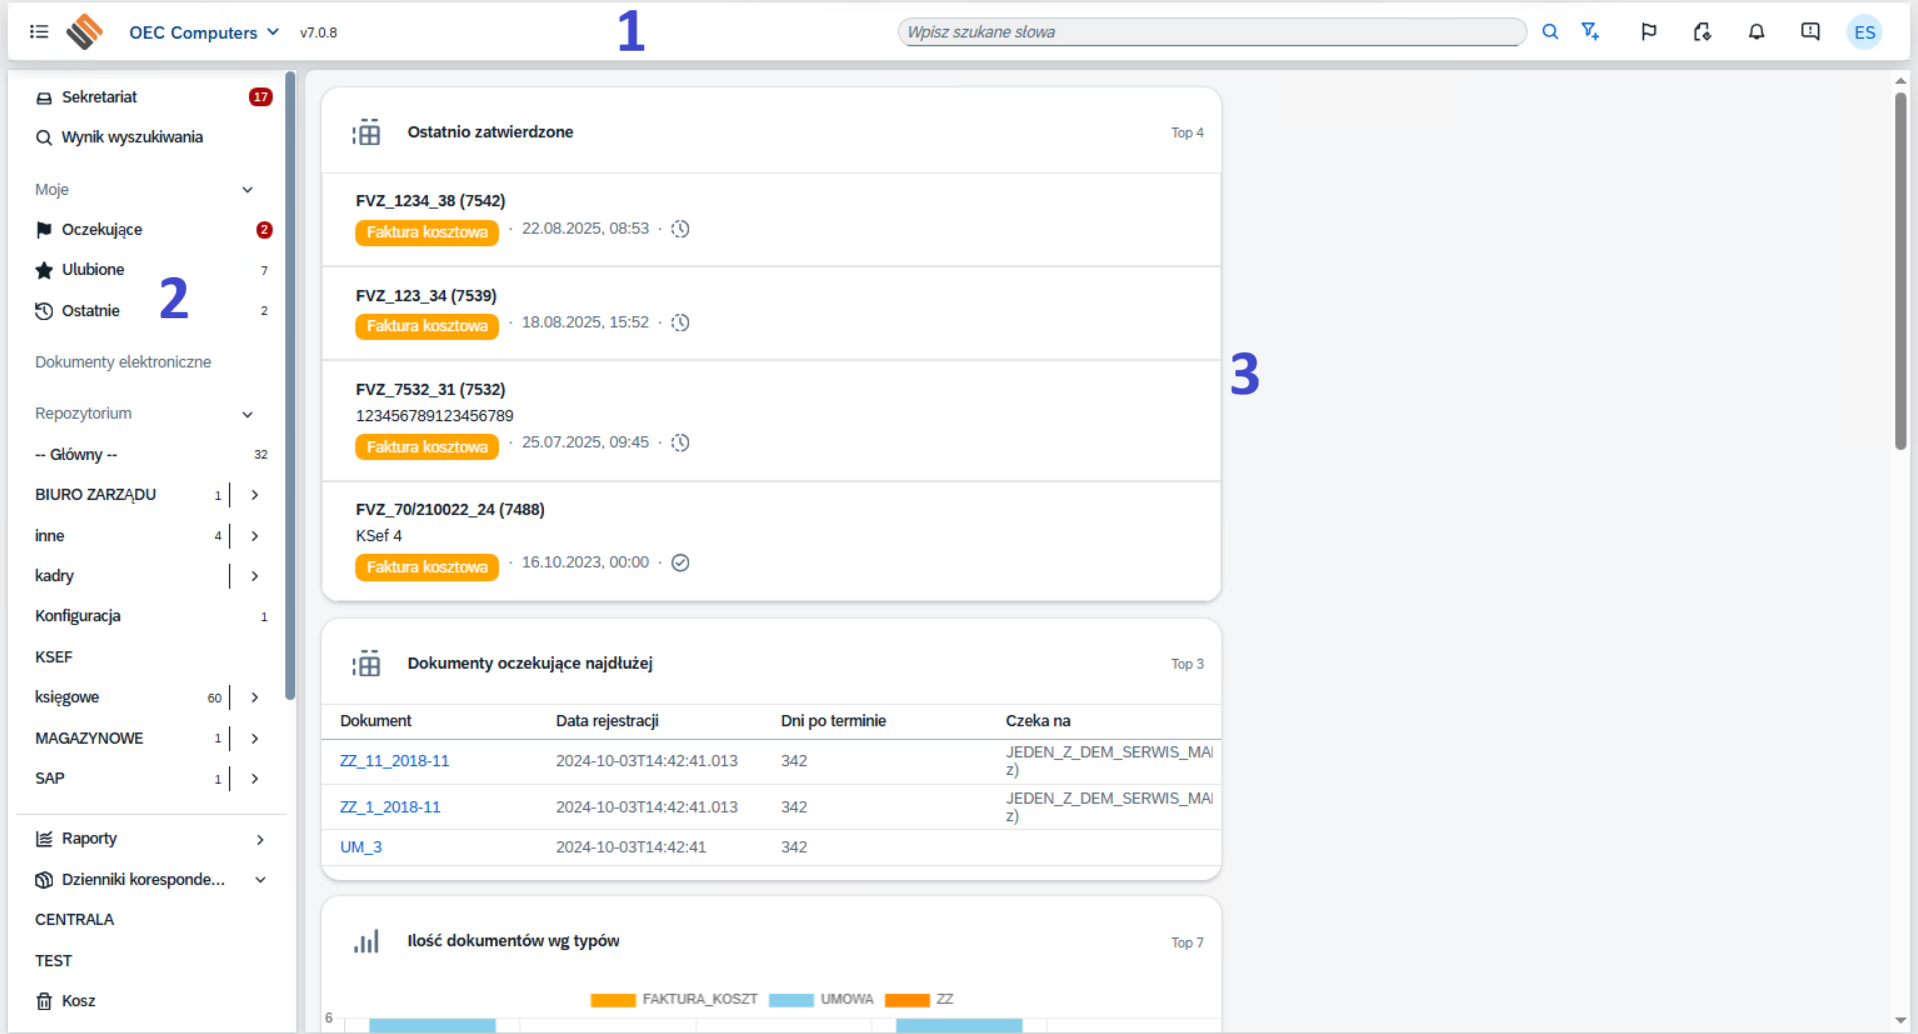 OEC Computers
v7.0.8
1
Wpisz szukane słowa
ES
Sekretariat 17
Wynik wyszukiwania
Moje
Oczekujące 2
Ulubione 7
2
Ostatnie 2
Dokumenty elektroniczne
Repozytorium
-- Główny -- 32
BIURO ZARZĄDU 1
inne 4
kadry
Konfiguracja 1
KSEF
księgowe 60
MAGAZYNOWE 1
SAP 1
Raporty
Dzienniki koresponde...
CENTRALA
TEST
Kosz
Ostatnio zatwierdzone Top 4
FVZ_1234_38 (7542)
Faktura kosztowa · 22.08.2025, 08:53 ·
FVZ_123_34 (7539)
Faktura kosztowa · 18.08.2025, 15:52 ·
3
FVZ_7532_31 (7532)
123456789123456789
Faktura kosztowa · 25.07.2025, 09:45 ·
FVZ_70/210022_24 (7488)
KSef 4
Faktura kosztowa · 16.10.2023, 00:00 ·
Dokumenty oczekujące najdłużej Top 3
Dokument Data rejestracji Dni po terminie Czeka na
ZZ_11_2018-11 2024-10-03T14:42:41.013 342 JEDEN_Z_DEM_SERWIS_MA
z)
ZZ_1_2018-11 2024-10-03T14:42:41.013 342 JEDEN_Z_DEM_SERWIS_MA
z)
UM_3 2024-10-03T14:42:41 342
Ilość dokumentów wg typów Top 7
FAKTURA_KOSZT UMOWA ZZ
6